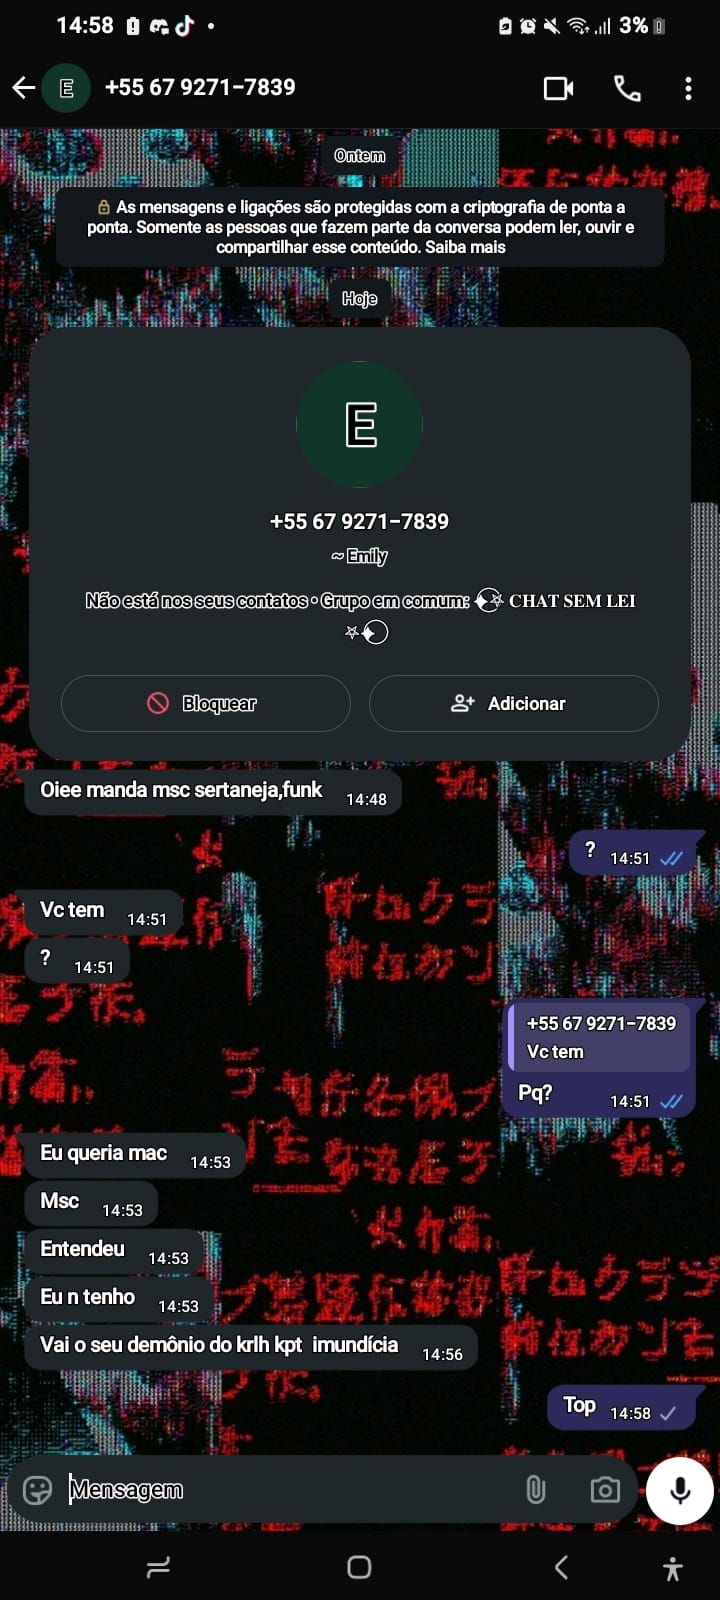 14:58
3%
E
+55 67 9271-7839
Ontem
As mensagens e ligações são protegidas com a criptografia de ponta a
ponta. Somente as pessoas que fazem parte da conversa podem ler, ouvir e
compartilhar esse conteúdo. Saiba mais
Hoje
E
+55 67 9271-7839
~ Emily
Não está nos seus contatos • Grupo em comum: CHAT SEM LEI
Bloquear
Adicionar
Oiee manda msc sertaneja,funk 14:48
? 14:51
Vc tem 14:51
? 14:51
+55 67 9271-7839
Vc tem
Pq? 14:51
Eu queria mac 14:53
Msc 14:53
Entendeu 14:53
Eu n tenho 14:53
Vai o seu demônio do krlh kpt imundícia 14:56
Top 14:58
Mensagem